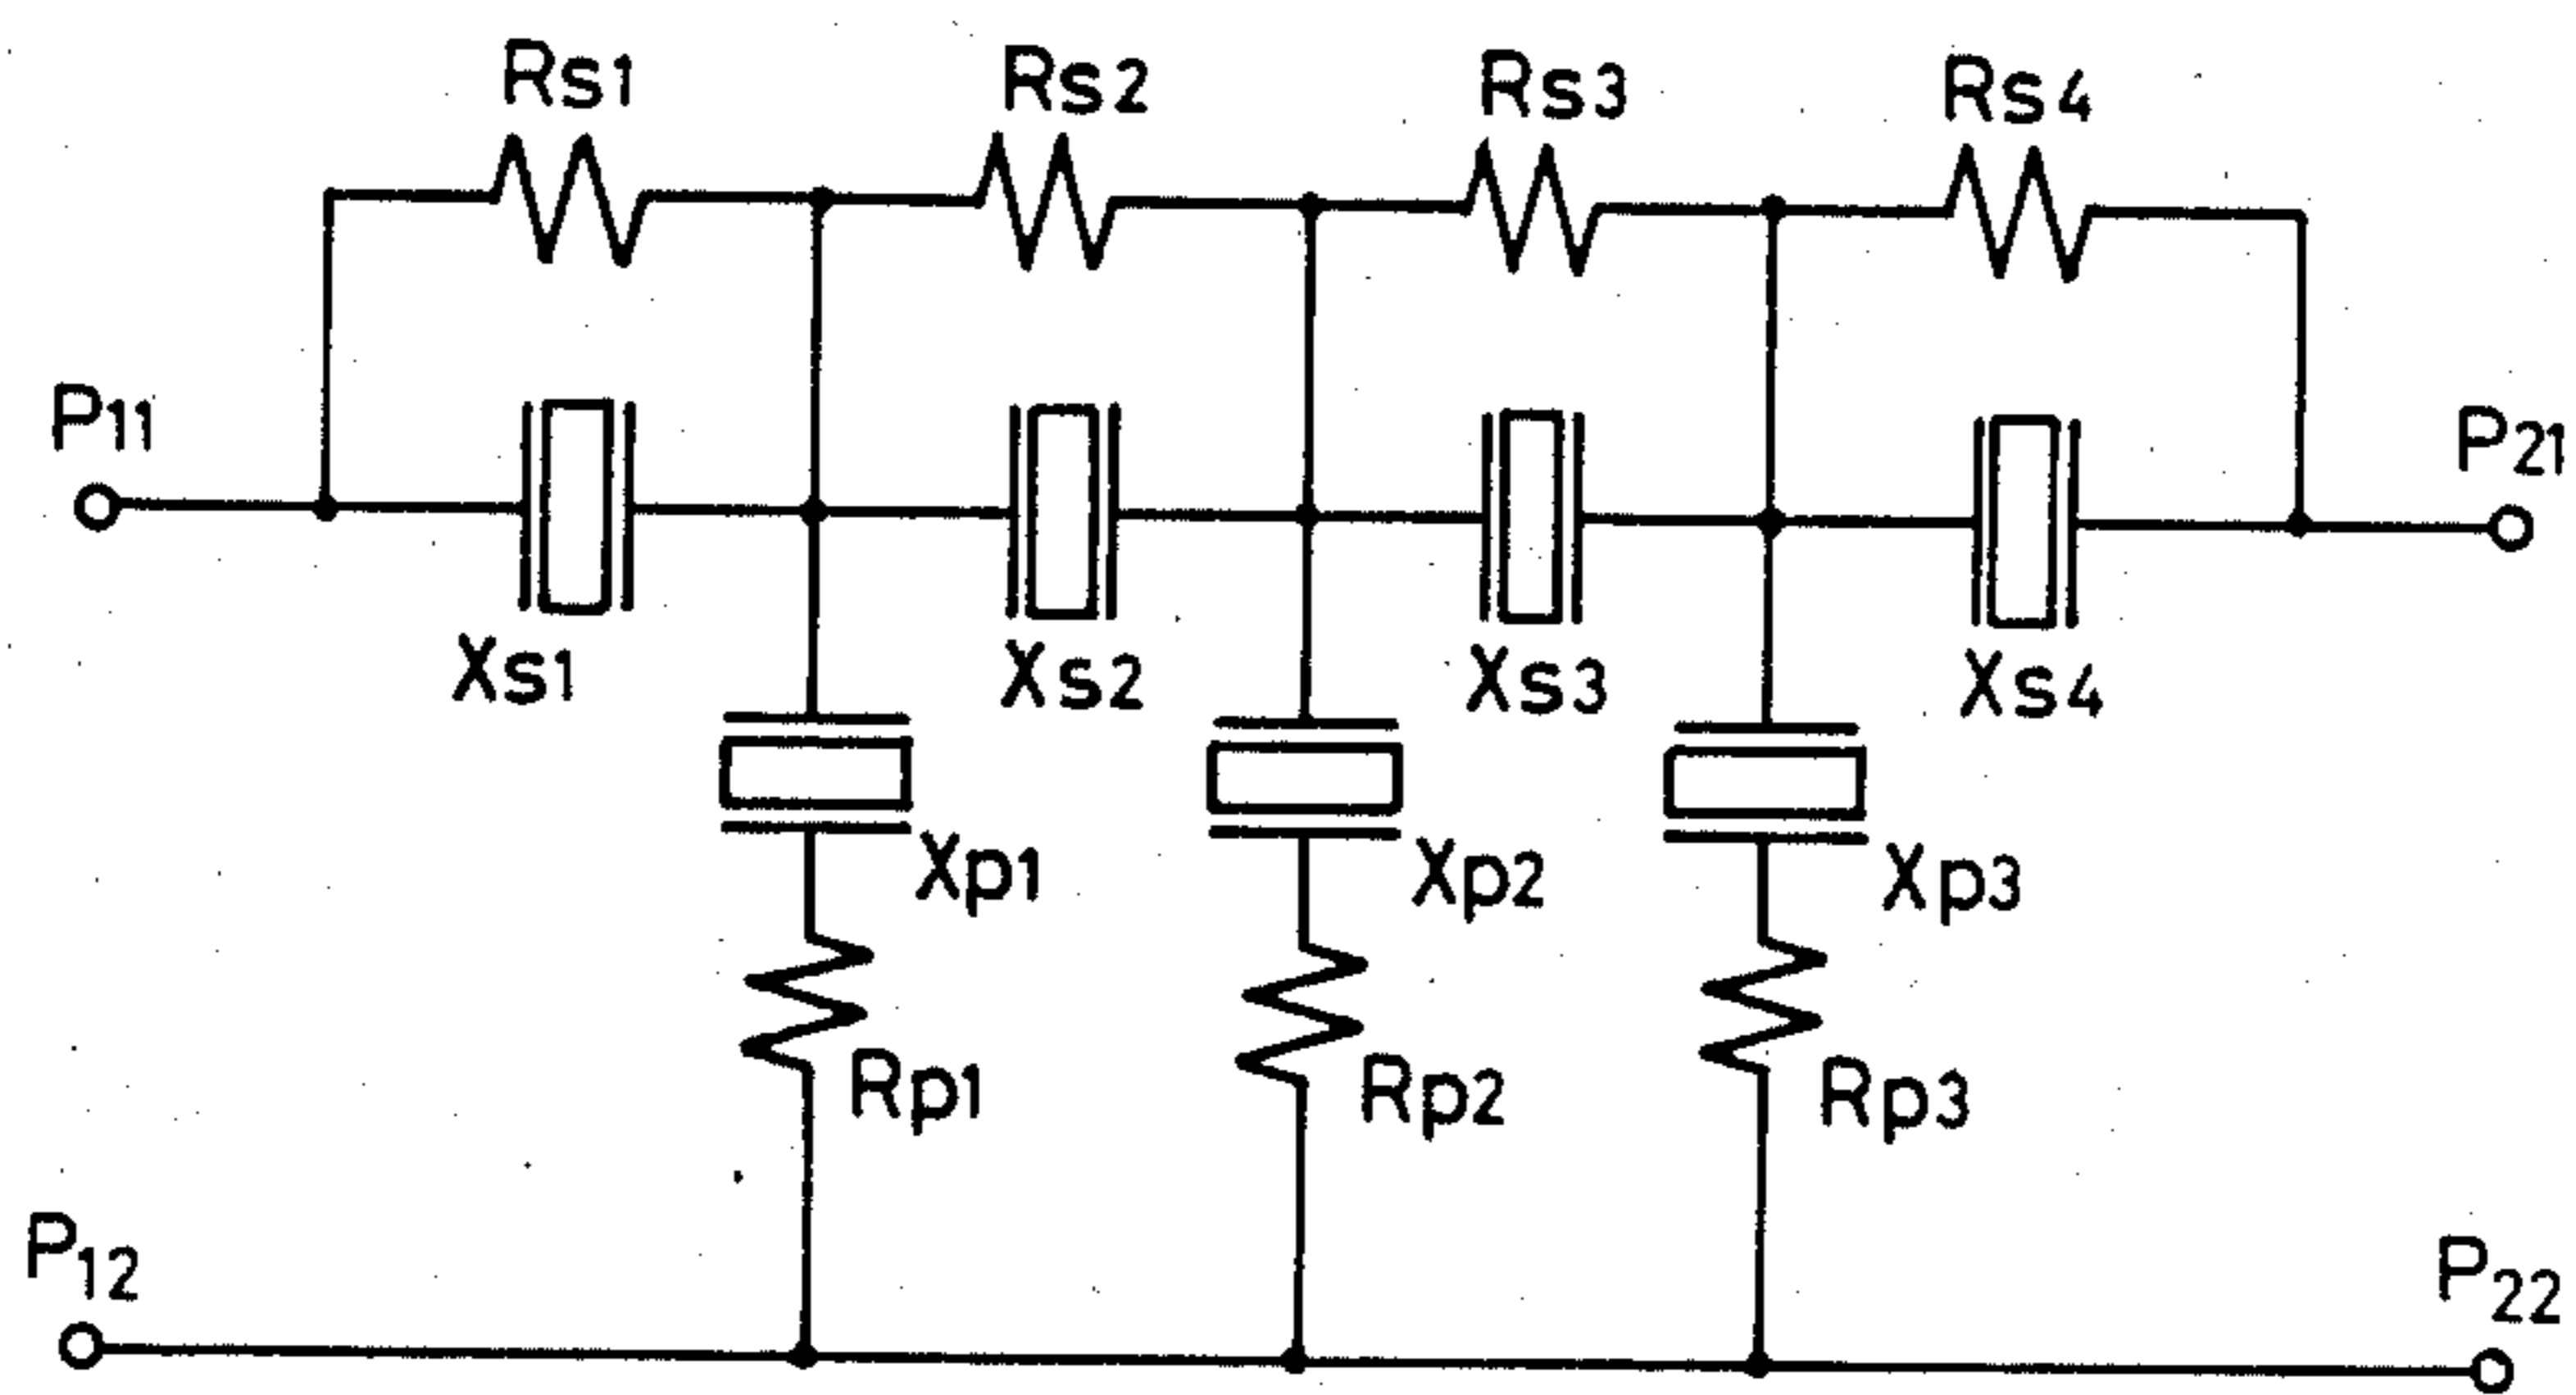 Rs1 Rs2 Rs3 Rs4
P11 P21
Xs1 Xs2 Xs3 Xs4
Xp1 Xp2 Xp3
Rp1 Rp2 Rp3
P12 P22